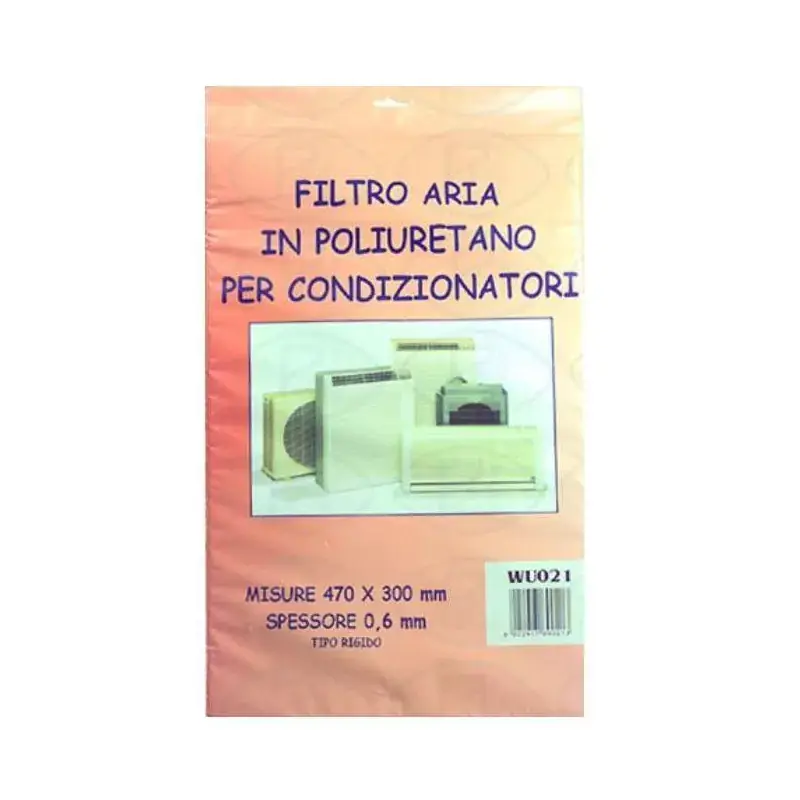 FILTRO ARIA
IN POLIURETANO
PER CONDIZIONATORI
MISURE 470 X 300 mm
SPESSORE 0,6 mm
TIPO RIGIDO
WU021